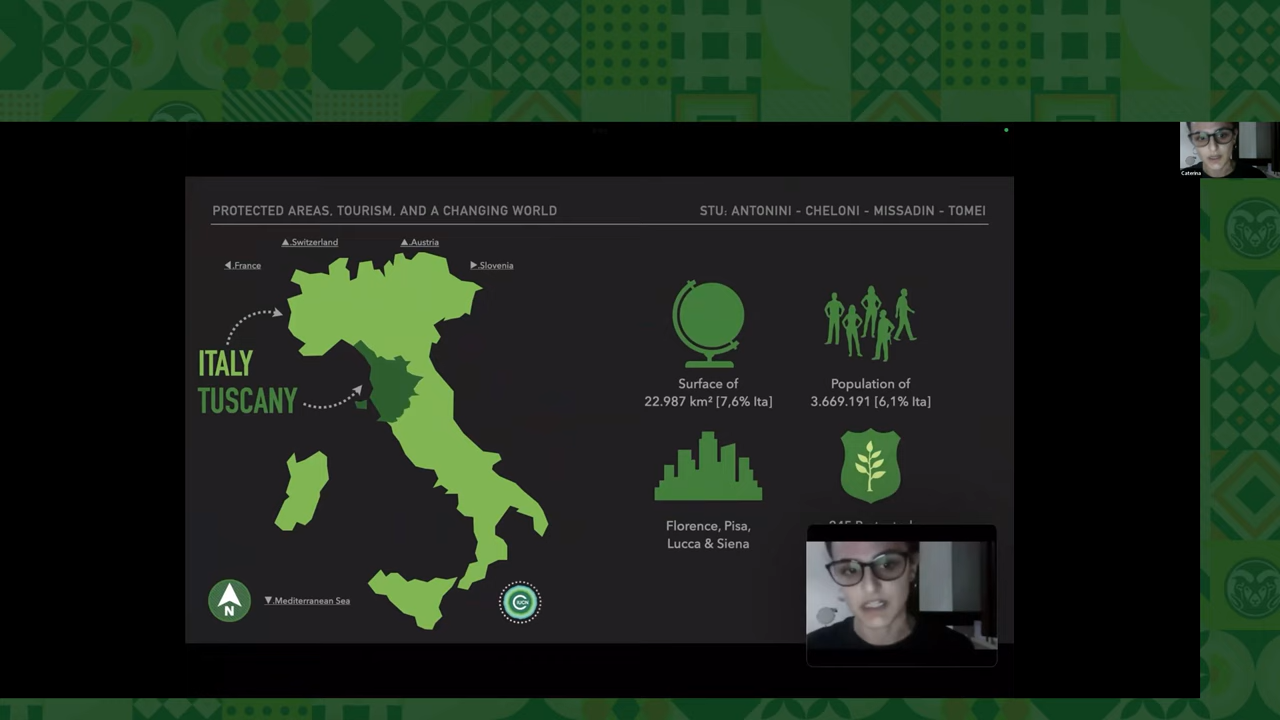 Caterina
PROTECTED AREAS, TOURISM, AND A CHANGING WORLD
STU: ANTONINI - CHELONI - MISSADIN - TOMEI
▲.Switzerland
▲.Austria
◀.France
▶.Slovenia
ITALY
TUSCANY
Surface of
22.987 km² [7,6% Ita]
Population of
3.669.191 [6,1% Ita]
Florence, Pisa,
Lucca & Siena
N
▼.Mediterranean Sea
IUCN